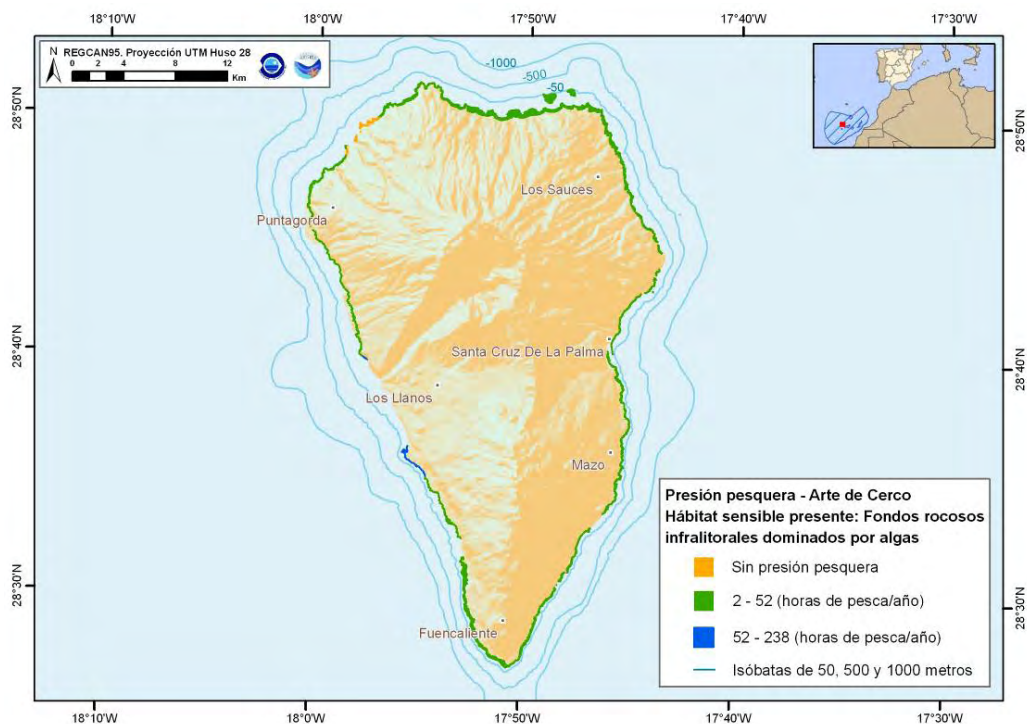 18°10'W
18°0'W
17°50'W
17°40'W
17°30'W
N
REGCAN95. Proyección UTM Huso 28
0 2 4 8 12
Km
-1000
-500
-50
28°50'N
28°50'N
Los Sauces
Puntagorda
28°40'N
Santa Cruz De La Palma
28°40'N
Los Llanos
Mazo
Presión pesquera - Arte de Cerco
Hábitat sensible presente: Fondos rocosos
infralitorales dominados por algas
Sin presión pesquera
2 - 52 (horas de pesca/año)
52 - 238 (horas de pesca/año)
Isóbatas de 50, 500 y 1000 metros
28°30'N
28°30'N
Fuencaliente
18°10'W
18°0'W
17°50'W
17°40'W